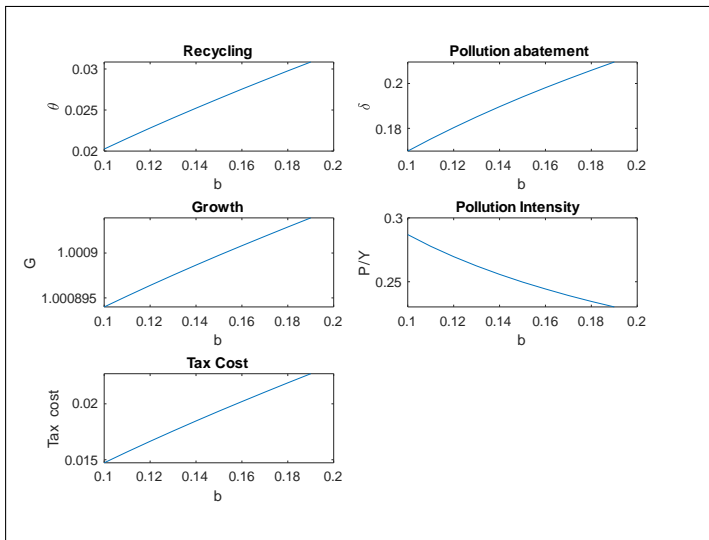 Recycling
θ
0.03
0.025
0.02
0.1 0.12 0.14 0.16 0.18 0.2
b
Pollution abatement
δ
0.2
0.18
0.1 0.12 0.14 0.16 0.18 0.2
b
Growth
G
1.0009
1.000895
0.1 0.12 0.14 0.16 0.18 0.2
b
Pollution Intensity
P/Y
0.3
0.25
0.1 0.12 0.14 0.16 0.18 0.2
b
Tax Cost
Tax cost
0.02
0.015
0.1 0.12 0.14 0.16 0.18 0.2
b